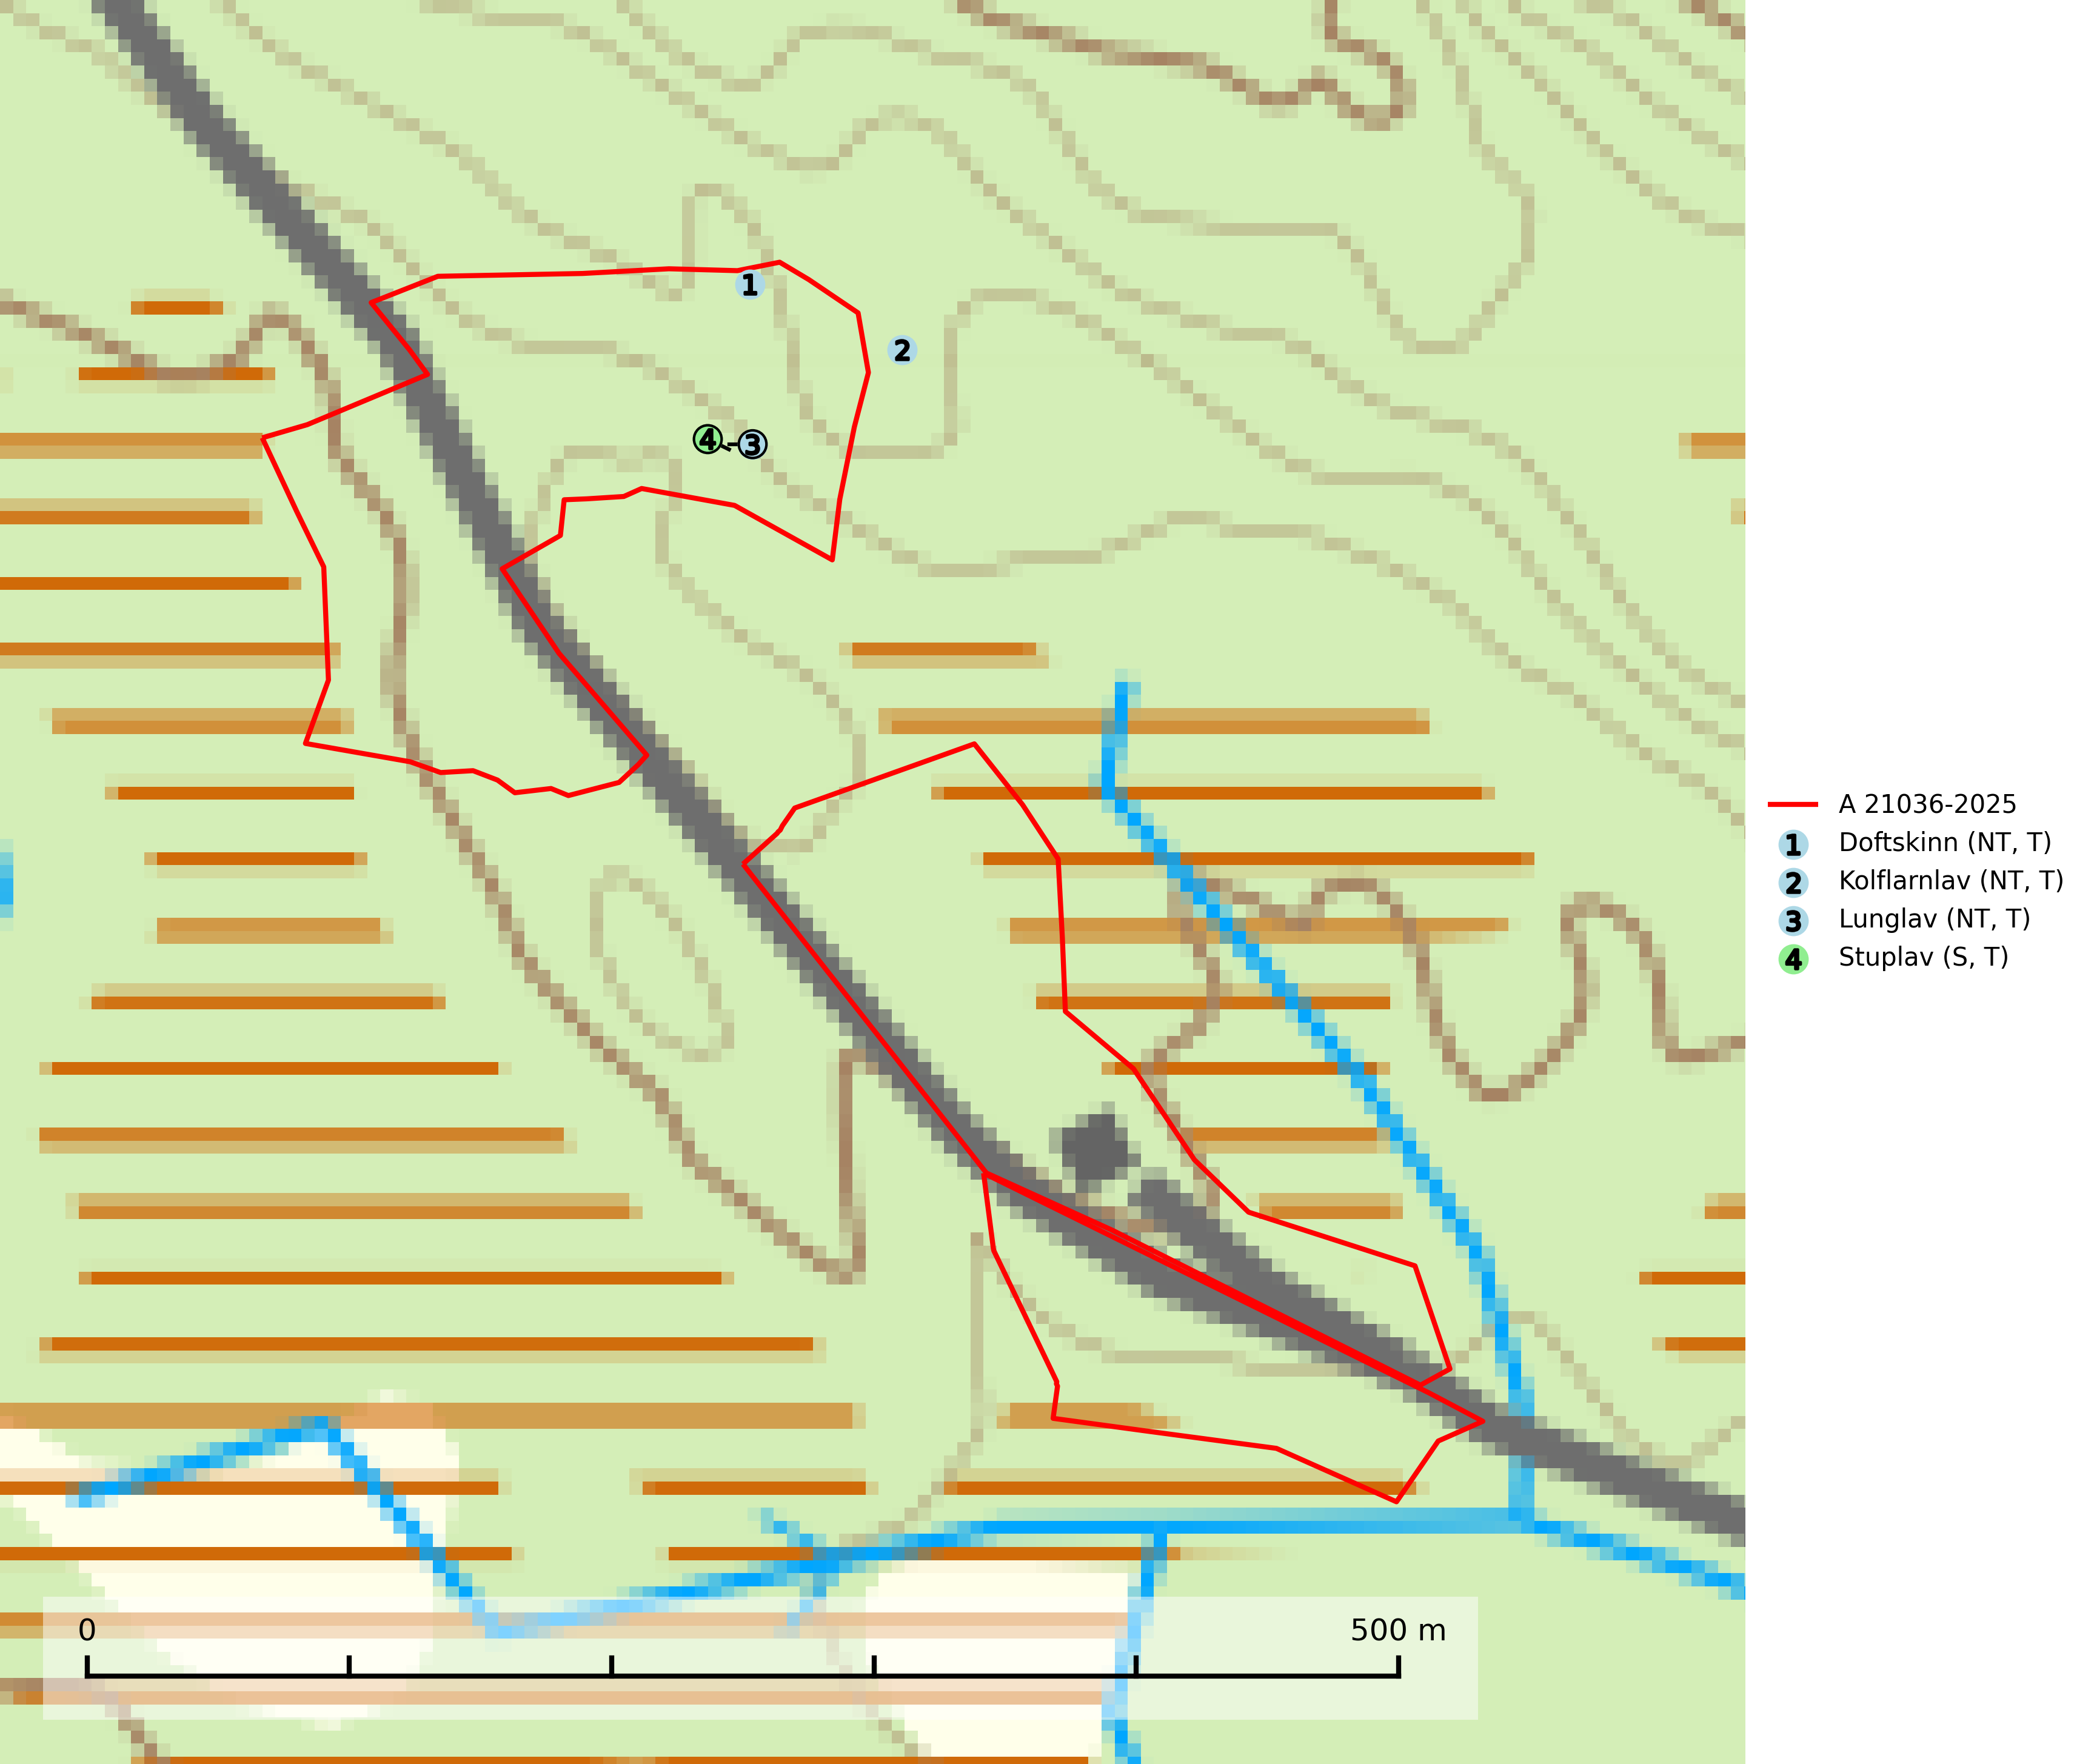 1
2
4
3
A 21036-2025
1 Doftskinn (NT, T)
2 Kolflarnlav (NT, T)
3 Lunglav (NT, T)
4 Stuplav (S, T)
0 500 m